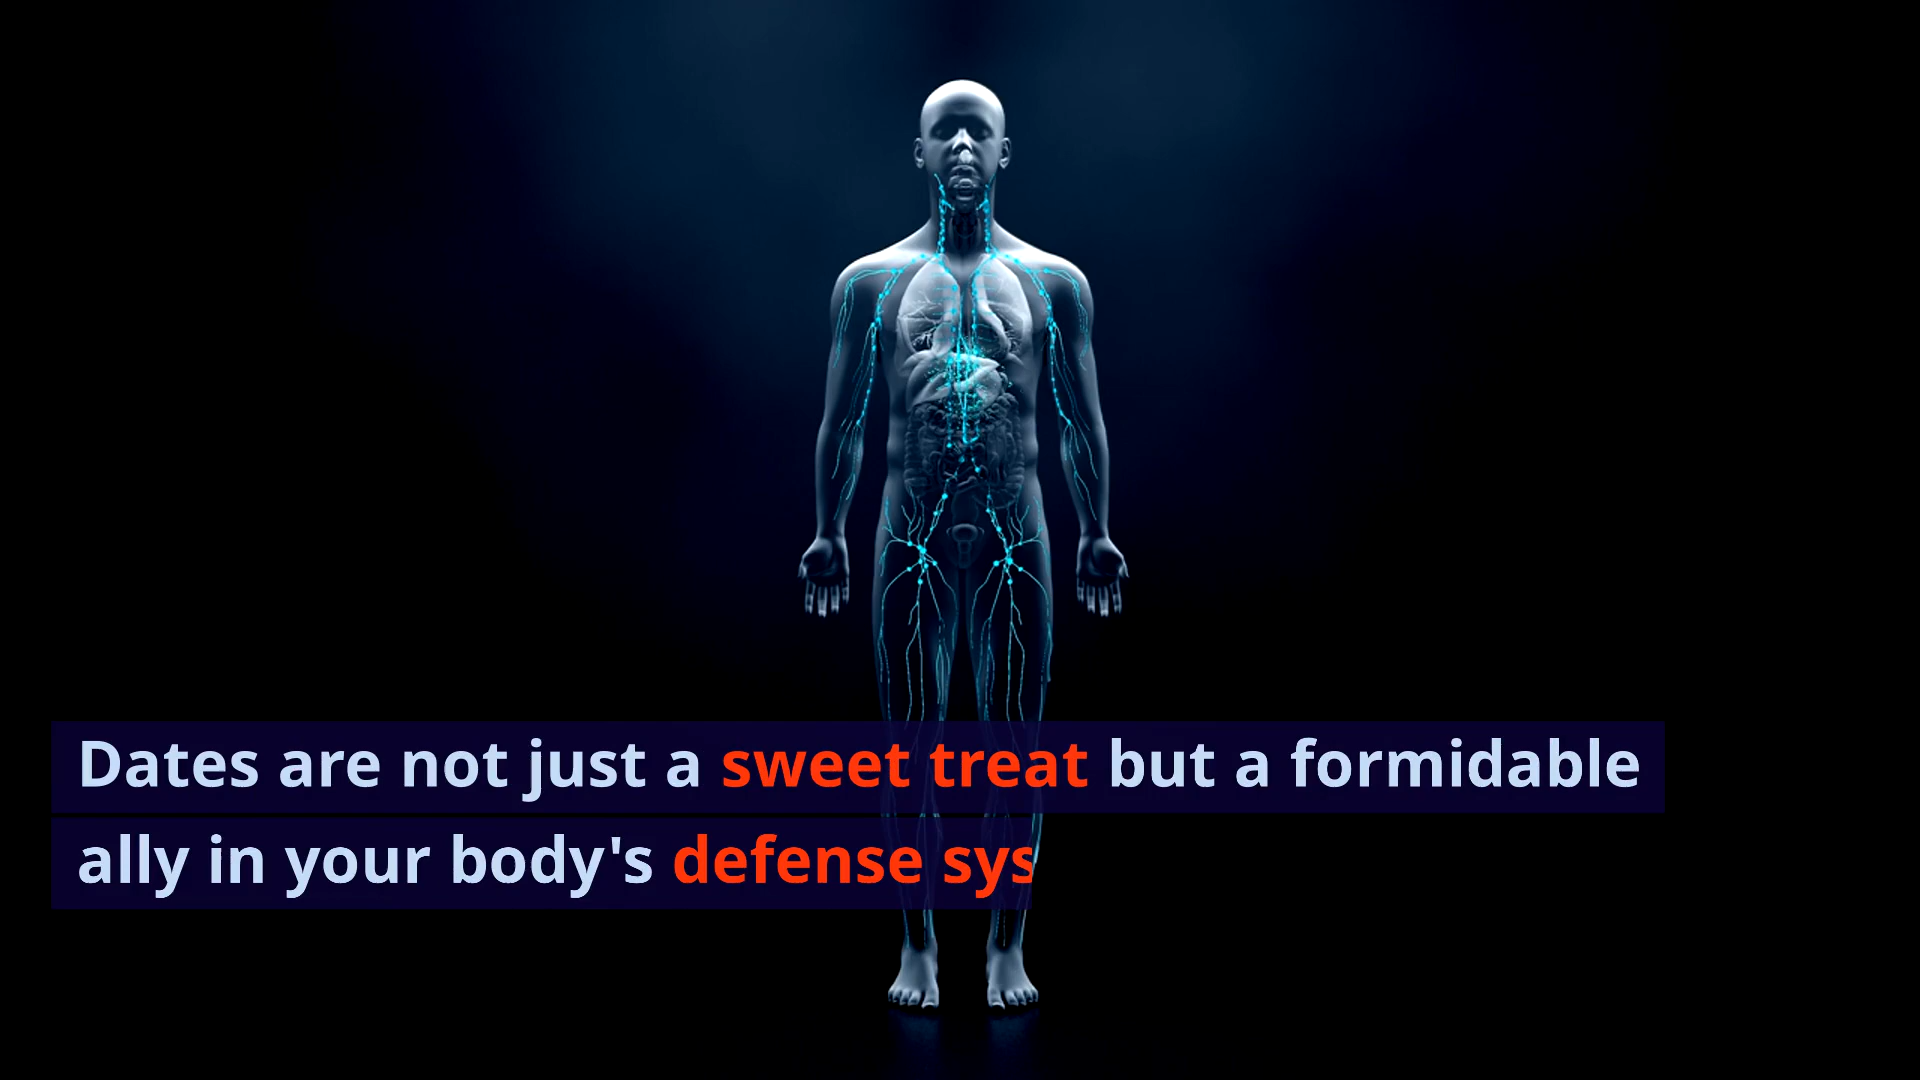 Dates are not just a sweet treat but a formidable
ally in your body's defense sys